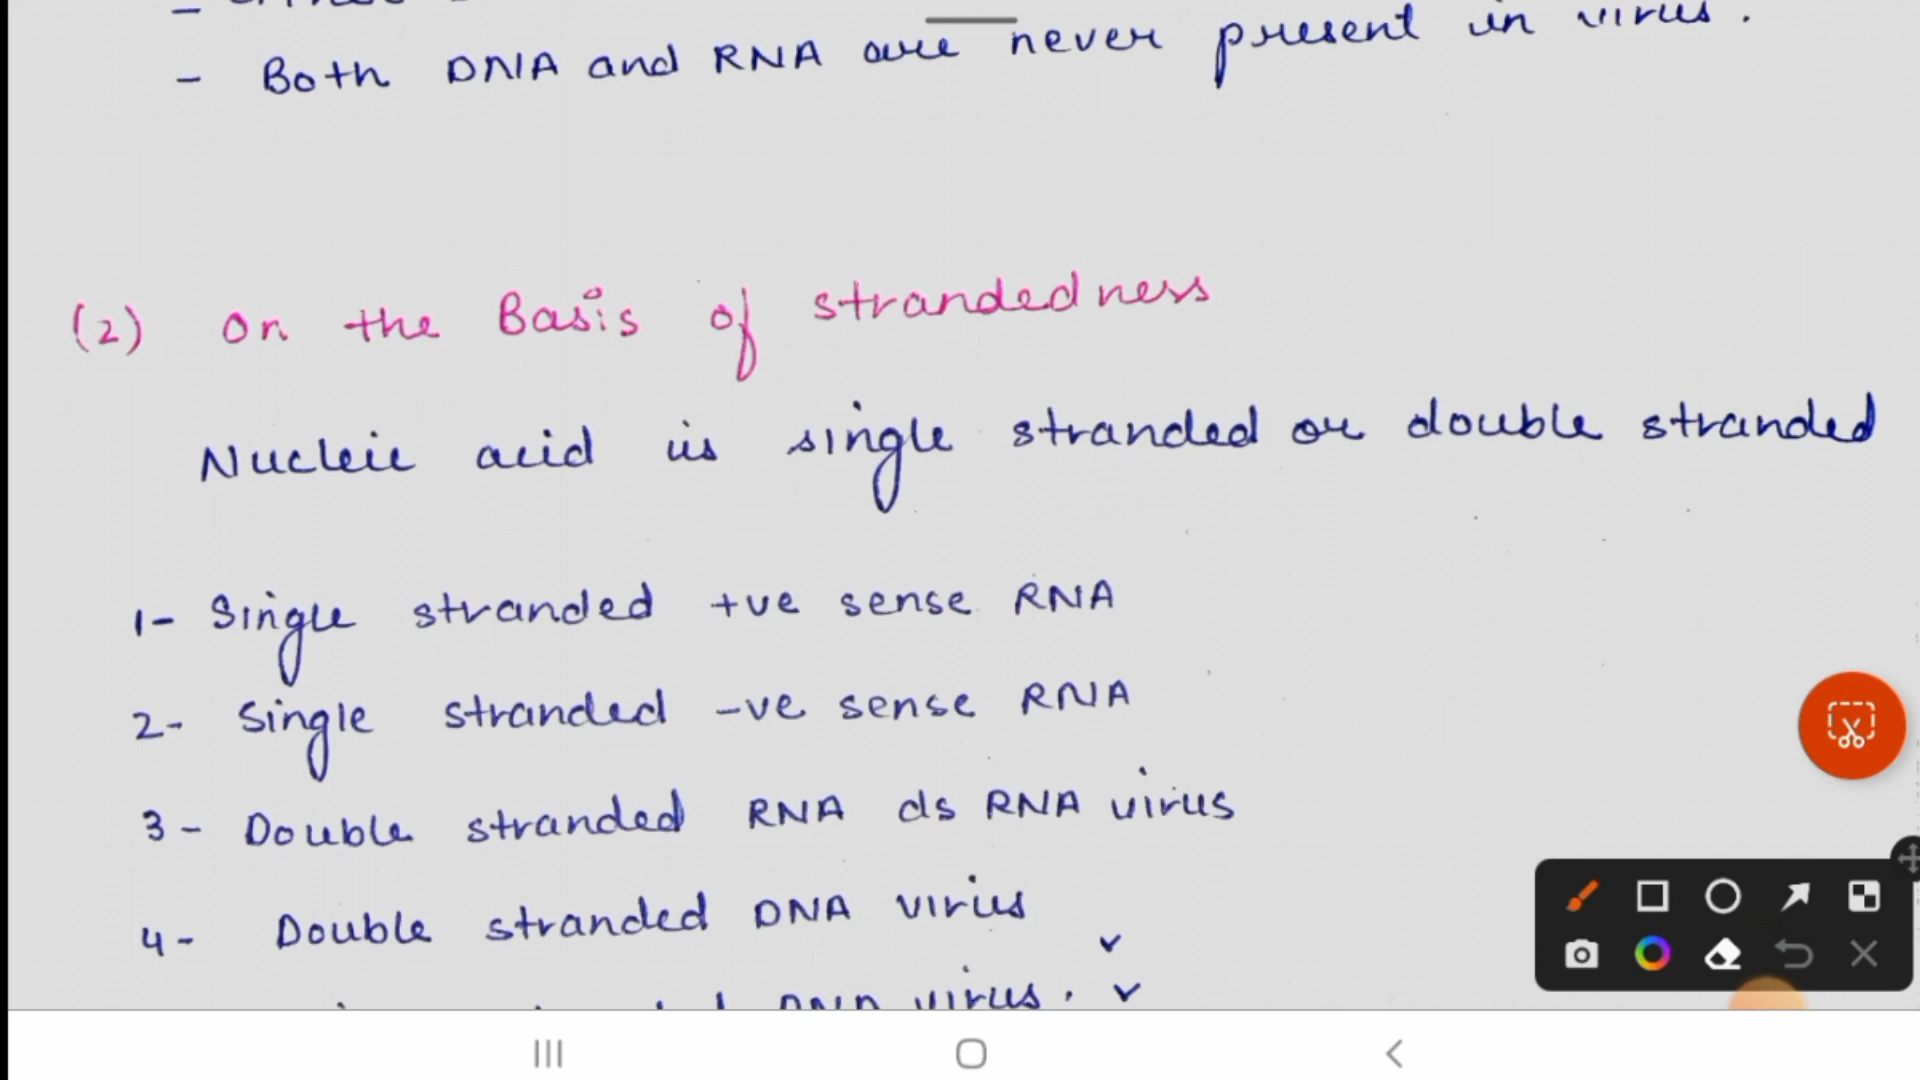 - Both DNA and RNA are never present in virus.
(2) On the Basis of strandedness
Nucleic acid is single stranded or double stranded
1- Single stranded +ve sense RNA
2- Single stranded -ve sense RNA
3- Double stranded RNA ds RNA virus
4- Double stranded DNA virus
virus.